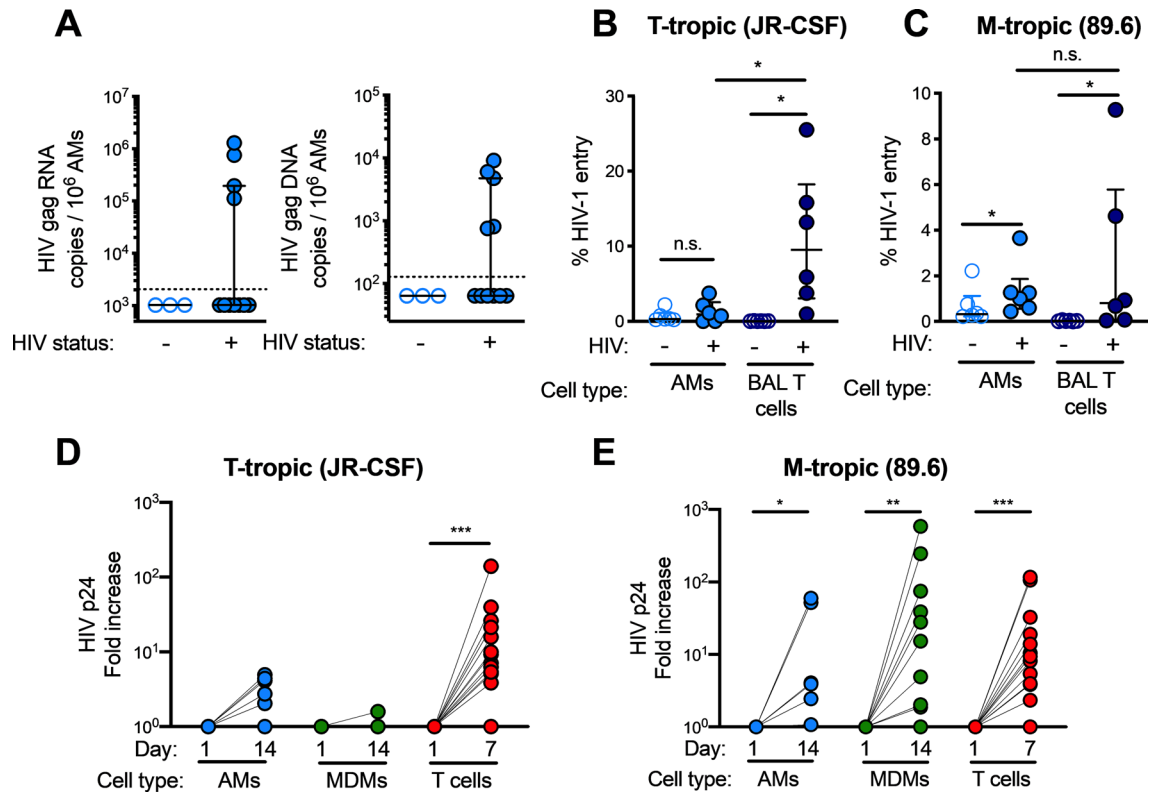 A
HIV gag RNA
copies / 10⁶ AMs
10⁷
10⁶
10⁵
10⁴
10³
HIV status: - +
HIV gag DNA
copies / 10⁶ AMs
10⁵
10⁴
10³
10²
HIV status: - +
B
T-tropic (JR-CSF)
% HIV-1 entry
30
20
10
0
n.s.
*
*
HIV: - + - +
Cell type: AMs BAL T
cells
C
M-tropic (89.6)
% HIV-1 entry
10
8
6
4
2
0
n.s.
*
*
HIV: - + - +
Cell type: AMs BAL T
cells
D
T-tropic (JR-CSF)
HIV p24
Fold increase
10³
10²
10¹
10⁰
***
Day: 1 14 1 14 1 7
Cell type: AMs MDMs T cells
E
M-tropic (89.6)
HIV p24
Fold increase
10³
10²
10¹
10⁰
* ** ***
Day: 1 14 1 14 1 7
Cell type: AMs MDMs T cells